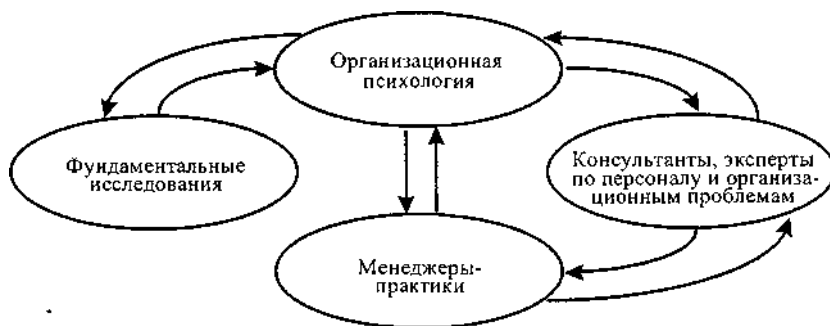 Организационная
психология
Фундаментальные
исследования
Консультанты, эксперты
по персоналу и организа-
ционным проблемам
Менеджеры-
практики